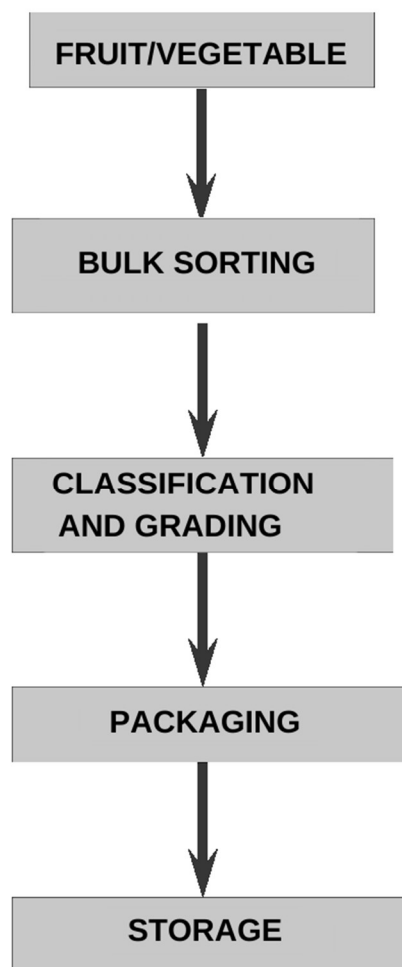 FRUIT/VEGETABLE
BULK SORTING
CLASSIFICATION
AND GRADING
PACKAGING
STORAGE